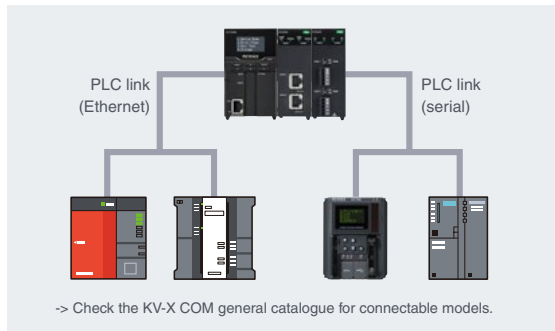 PLC link
(Ethernet)
PLC link
(serial)
-> Check the KV-X COM general catalogue for connectable models.